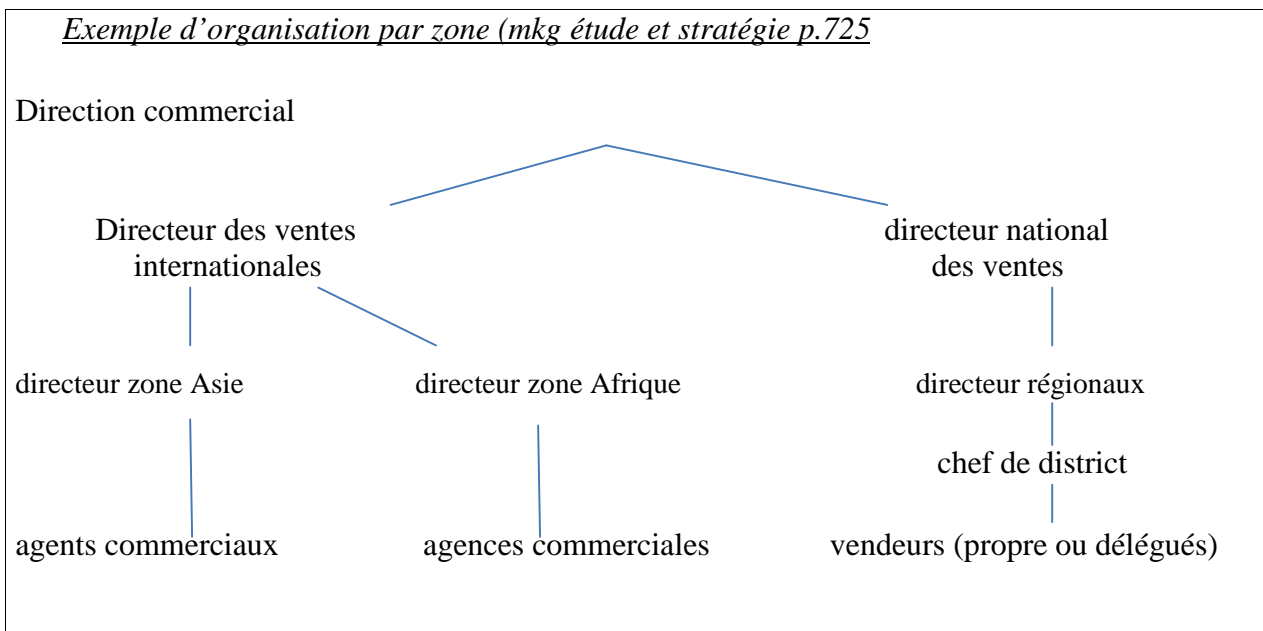 Exemple d’organisation par zone (mkg étude et stratégie p.725
Direction commercial
Directeur des ventes
internationales
directeur national
des ventes
directeur zone Asie
directeur zone Afrique
directeur régionaux
chef de district
agents commerciaux
agences commerciales
vendeurs (propre ou délégués)